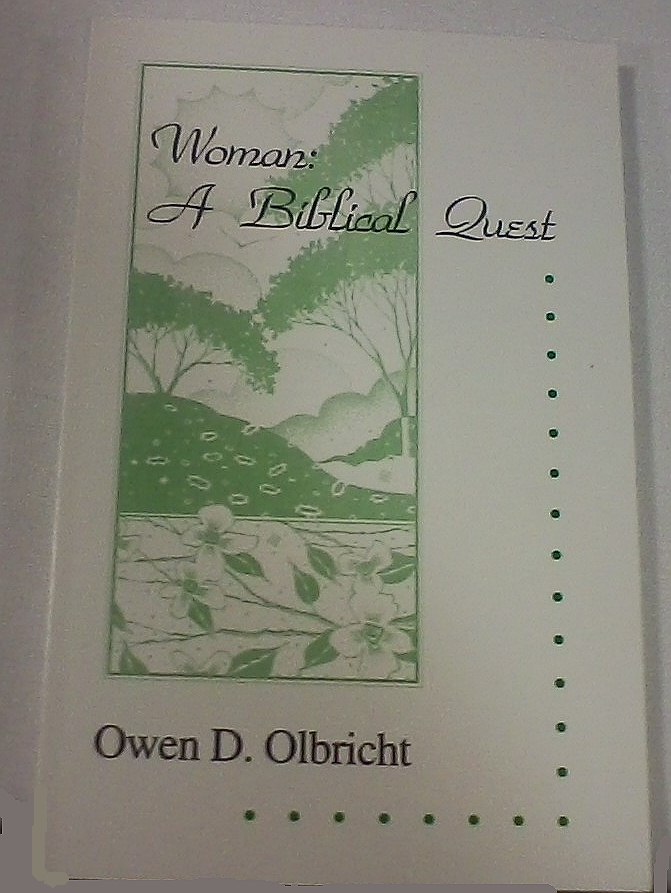 Woman:
A Biblical Quest
Owen D. Olbricht